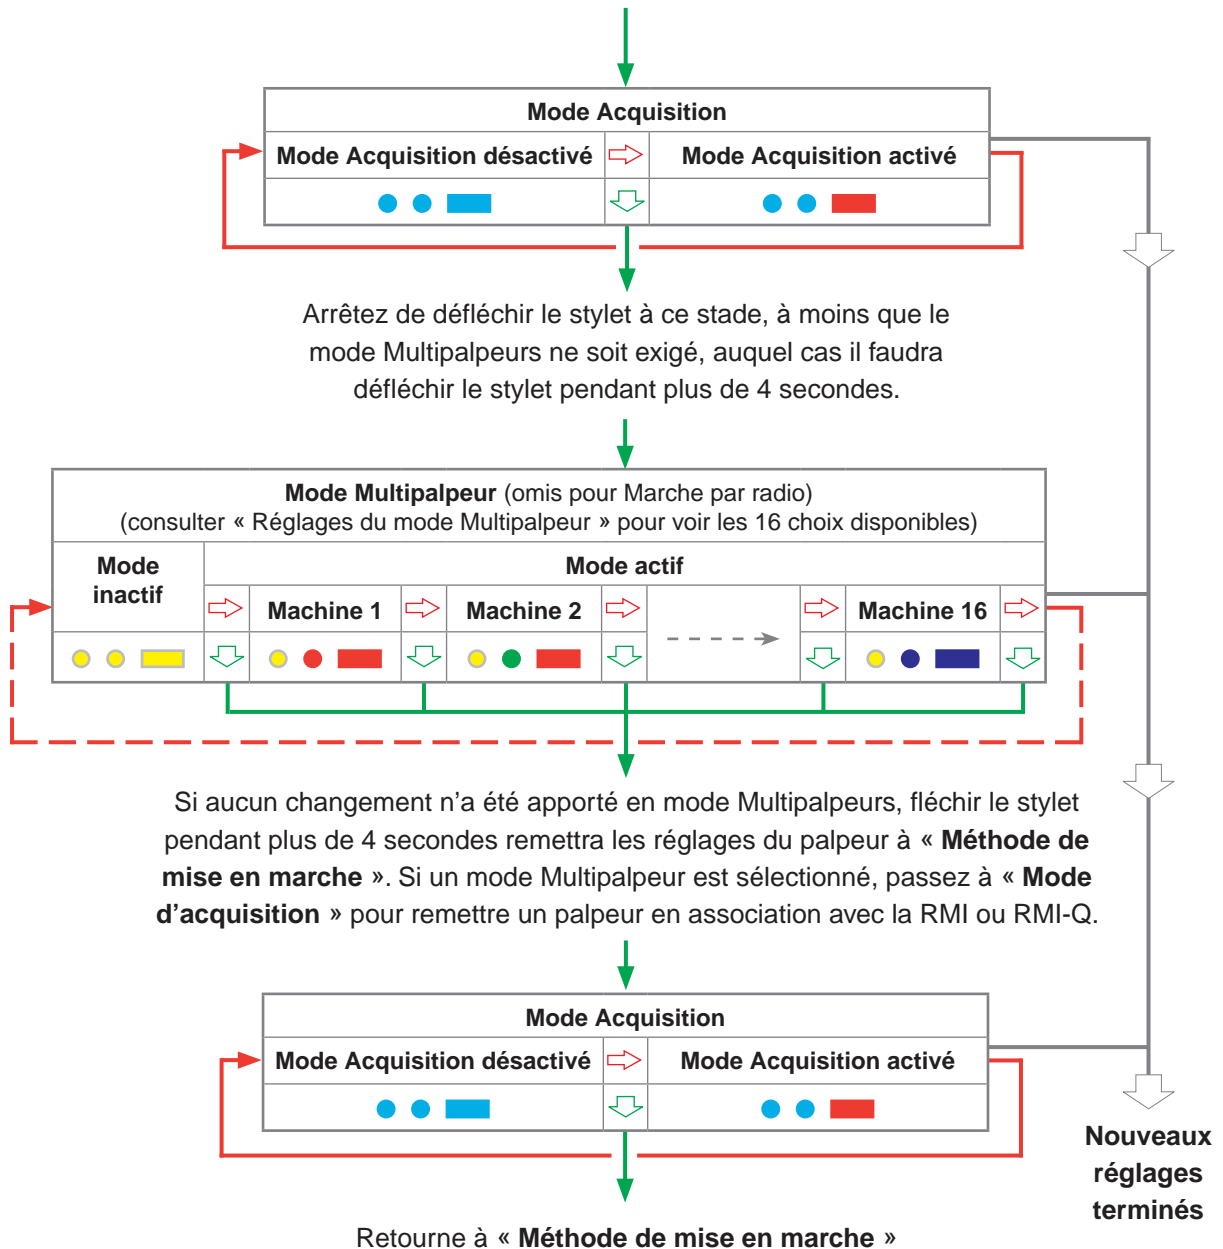 Mode Acquisition
Mode Acquisition désactivé
Mode Acquisition activé
Arrêtez de défléchir le stylet à ce stade, à moins que le
mode Multipalpeurs ne soit exigé, auquel cas il faudra
défléchir le stylet pendant plus de 4 secondes.
Mode Multipalpeur (omis pour Marche par radio)
(consulter « Réglages du mode Multipalpeur » pour voir les 16 choix disponibles)
Mode
inactif
Mode actif
Machine 1
Machine 2
Machine 16
Si aucun changement n'a été apporté en mode Multipalpeurs, fléchir le stylet
pendant plus de 4 secondes remettra les réglages du palpeur à « Méthode de
mise en marche ». Si un mode Multipalpeur est sélectionné, passez à « Mode
d'acquisition » pour remettre un palpeur en association avec la RMI ou RMI-Q.
Mode Acquisition
Mode Acquisition désactivé
Mode Acquisition activé
Nouveaux
réglages
terminés
Retourne à « Méthode de mise en marche »